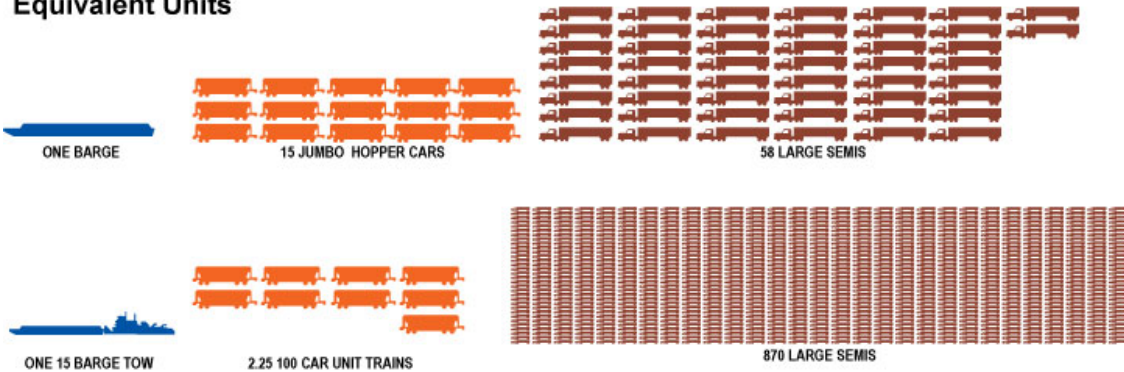 Equivalent Units
ONE BARGE
15 JUMBO HOPPER CARS
58 LARGE SEMIS
ONE 15 BARGE TOW
2.25 100 CAR UNIT TRAINS
870 LARGE SEMIS